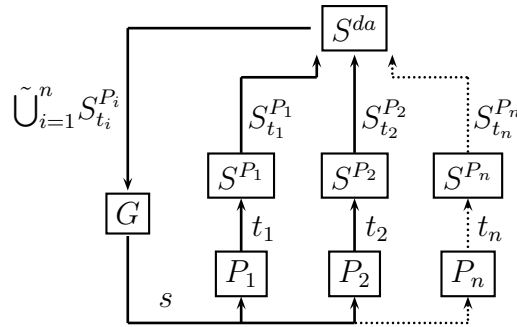 S^{da}
\tilde{\bigcup}_{i=1}^{n} S_{t_i}^{P_i}
S_{t_1}^{P_1} S_{t_2}^{P_2} S_{t_n}^{P_n}
S^{P_1} S^{P_2} S^{P_n}
G
t_1 t_2 t_n
P_1 P_2 P_n
s